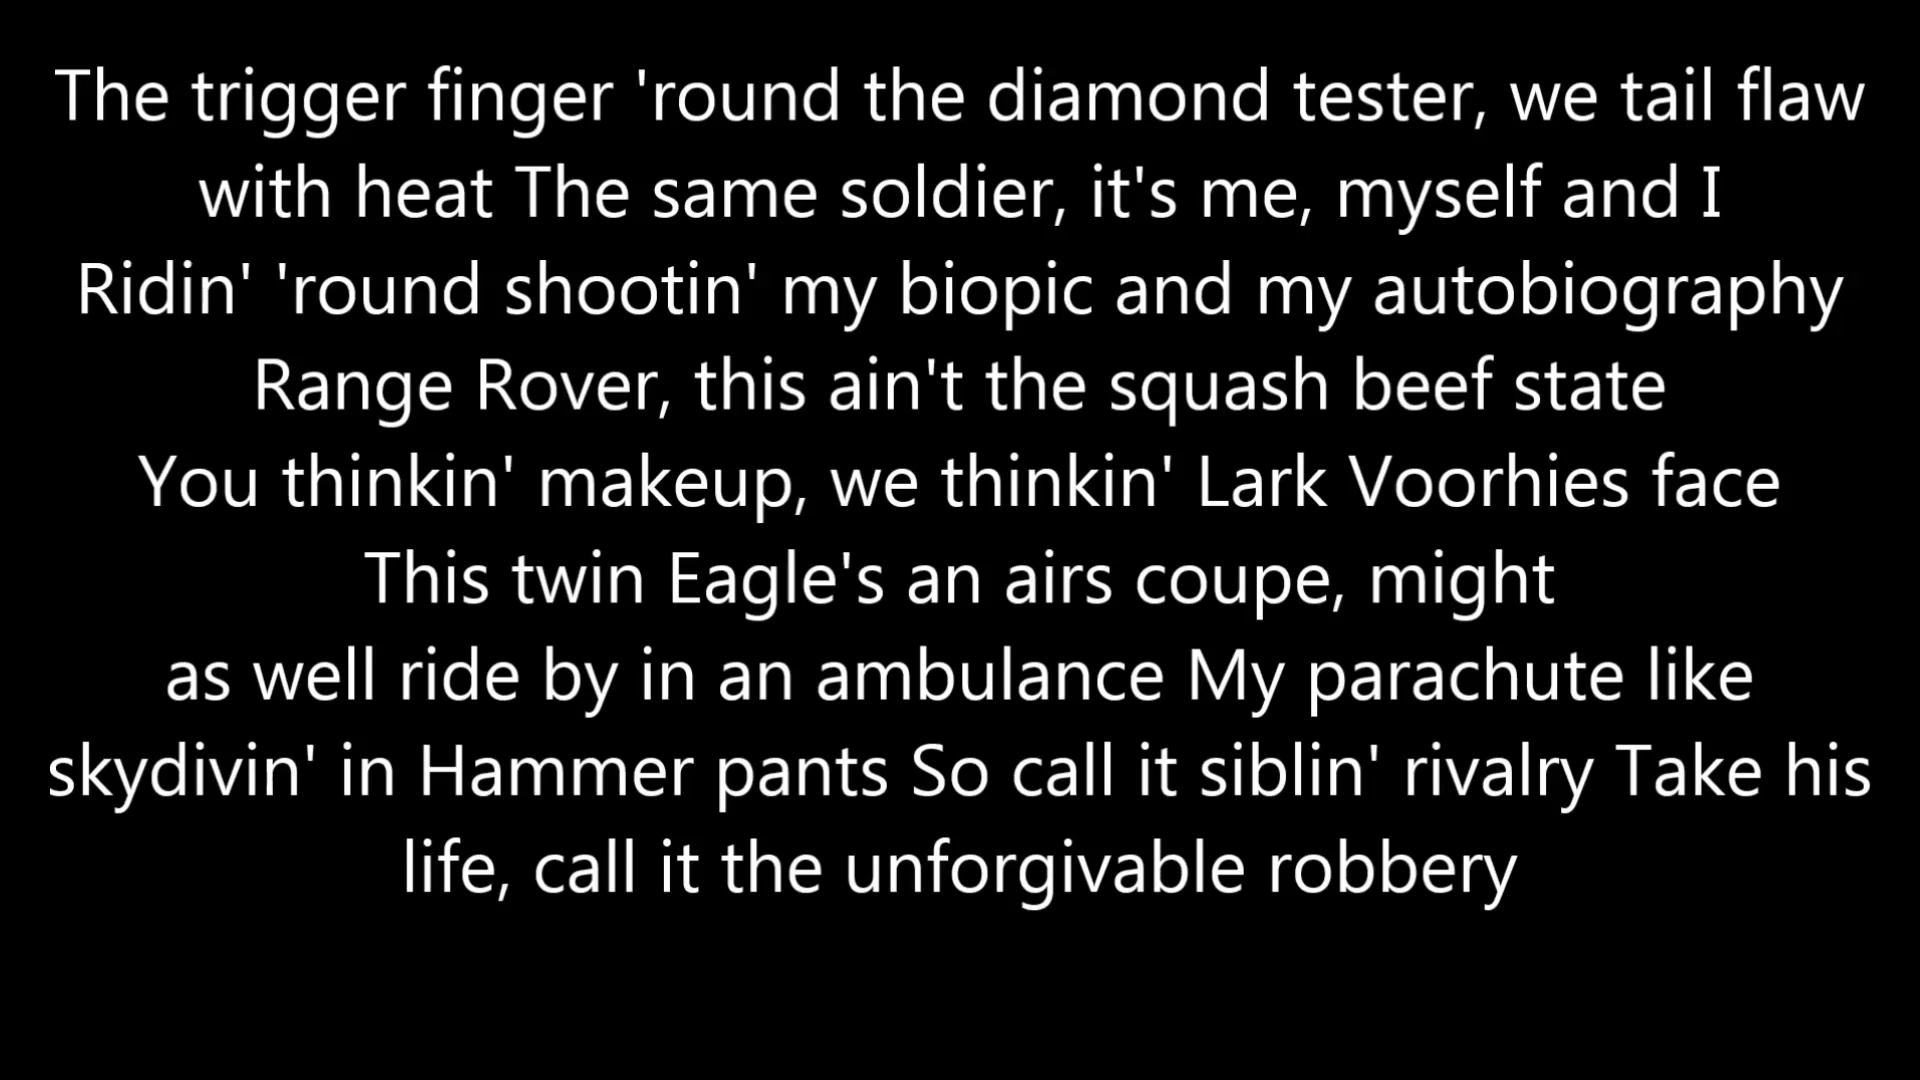 The trigger finger 'round the diamond tester, we tail flaw
with heat The same soldier, it's me, myself and I
Ridin' 'round shootin' my biopic and my autobiography
Range Rover, this ain't the squash beef state
You thinkin' makeup, we thinkin' Lark Voorhies face
This twin Eagle's an airs coupe, might
as well ride by in an ambulance My parachute like
skydivin' in Hammer pants So call it siblin' rivalry Take his
life, call it the unforgivable robbery